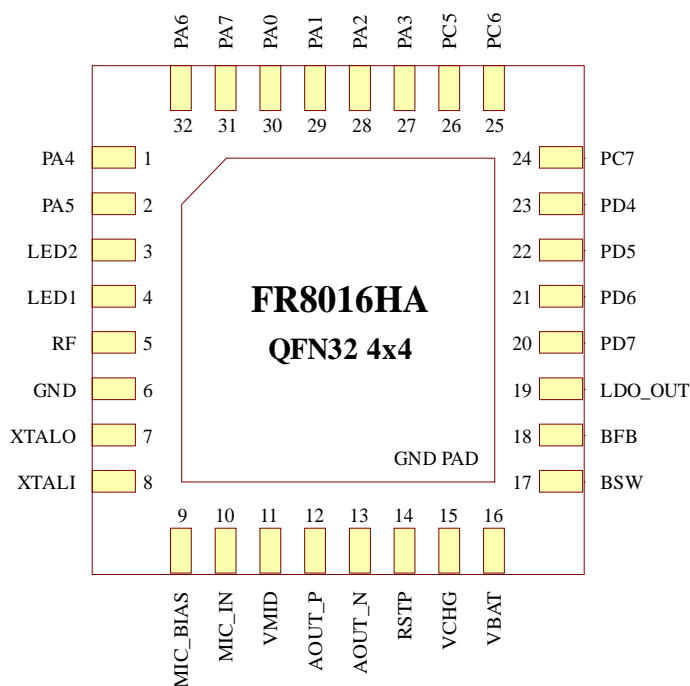 PA6 PA7 PA0 PA1 PA2 PA3 PC5 PC6
32 31 30 29 28 27 26 25
PA4 1 24 PC7
PA5 2 23 PD4
LED2 3 22 PD5
LED1 4 21 PD6
RF 5 20 PD7
GND 6 19 LDO_OUT
XTALO 7 18 BFB
XTALI 8 17 BSW
FR8016HA
QFN32 4x4
GND PAD
9 10 11 12 13 14 15 16
MIC_BIAS MIC_IN VMID AOUT_P AOUT_N RSTP VCHG VBAT